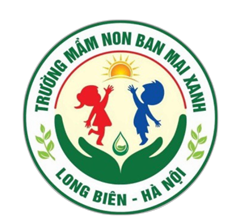 TRƯỜNG MẦM NON BAN MAI XANH
LONG BIÊN - HÀ NỘI